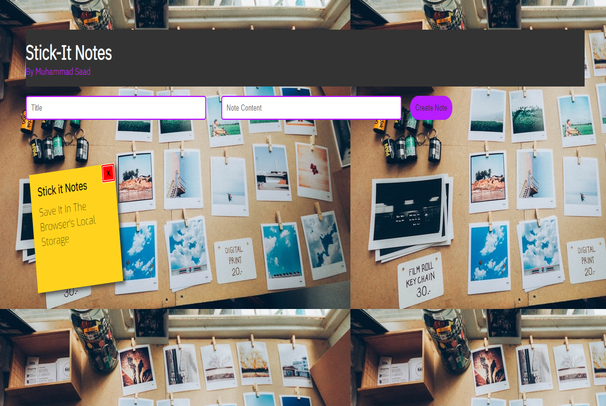 Stick-It Notes
By Muhammad Saad
Title
Note Content
Create Note
X
Stick it Notes
Save It In The
Browser's Local
Storage
DIGITAL
PRINT
20.-
FILM ROLL
KEY CHAIN
30.-
DIGITAL
PRINT
20.-
30.-